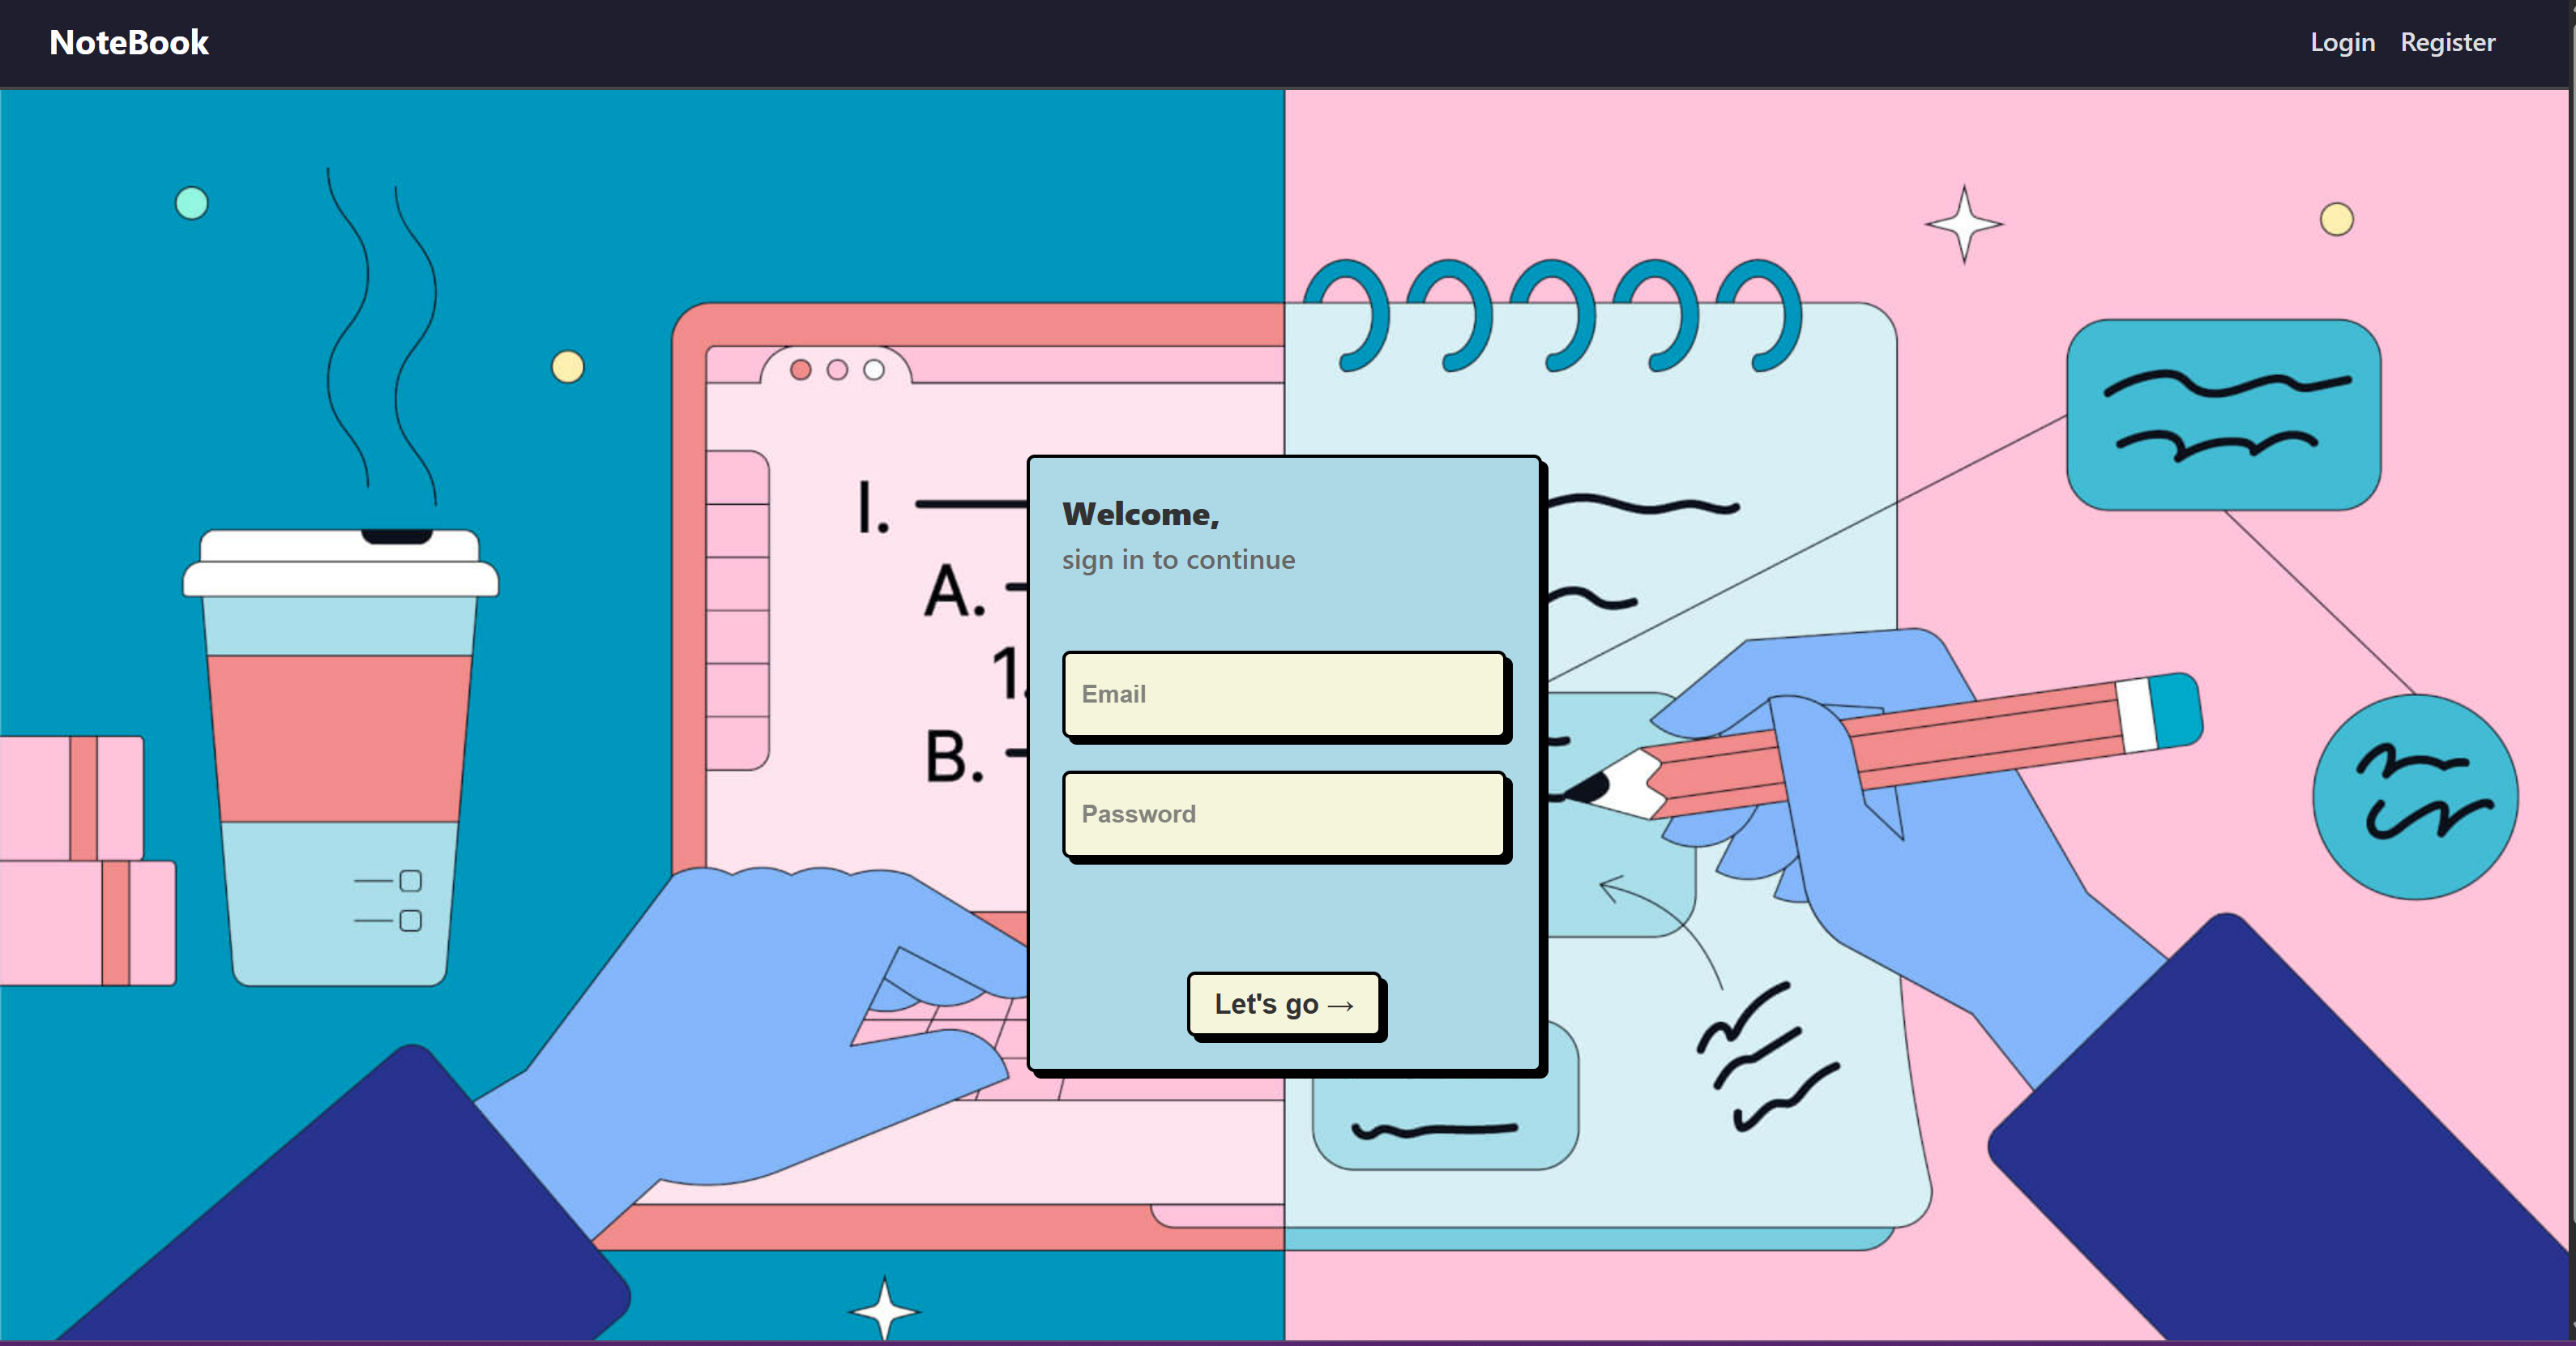 NoteBook
Login Register
I.
A.
1.
B.
Welcome,
sign in to continue
Email
Password
Let's go →